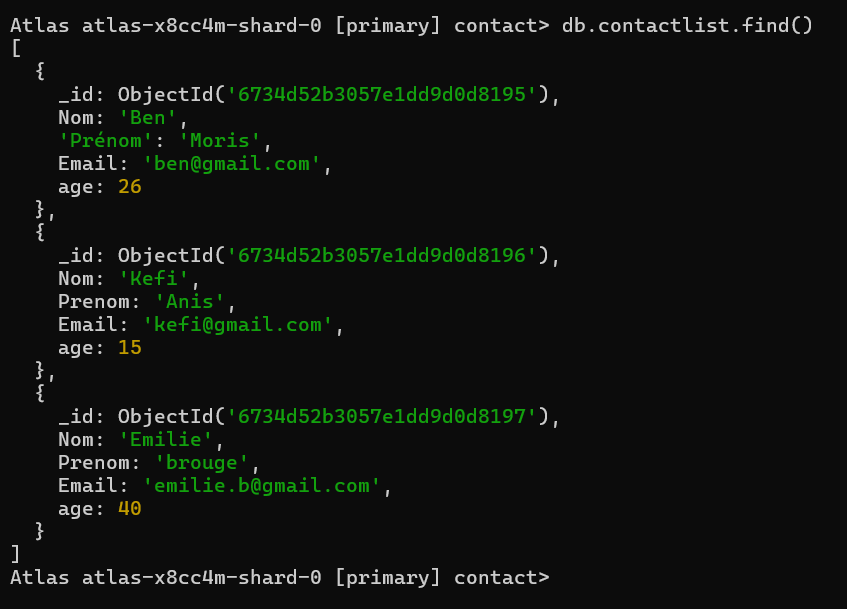 Atlas atlas-x8cc4m-shard-0 [primary] contact> db.contactlist.find()
[
  {
    _id: ObjectId('6734d52b3057e1dd9d0d8195'),
    Nom: 'Ben',
    'Prénom': 'Moris',
    Email: 'ben@gmail.com',
    age: 26
  },
  {
    _id: ObjectId('6734d52b3057e1dd9d0d8196'),
    Nom: 'Kefi',
    Prenom: 'Anis',
    Email: 'kefi@gmail.com',
    age: 15
  },
  {
    _id: ObjectId('6734d52b3057e1dd9d0d8197'),
    Nom: 'Emilie',
    Prenom: 'brouge',
    Email: 'emilie.b@gmail.com',
    age: 40
  }
]
Atlas atlas-x8cc4m-shard-0 [primary] contact>